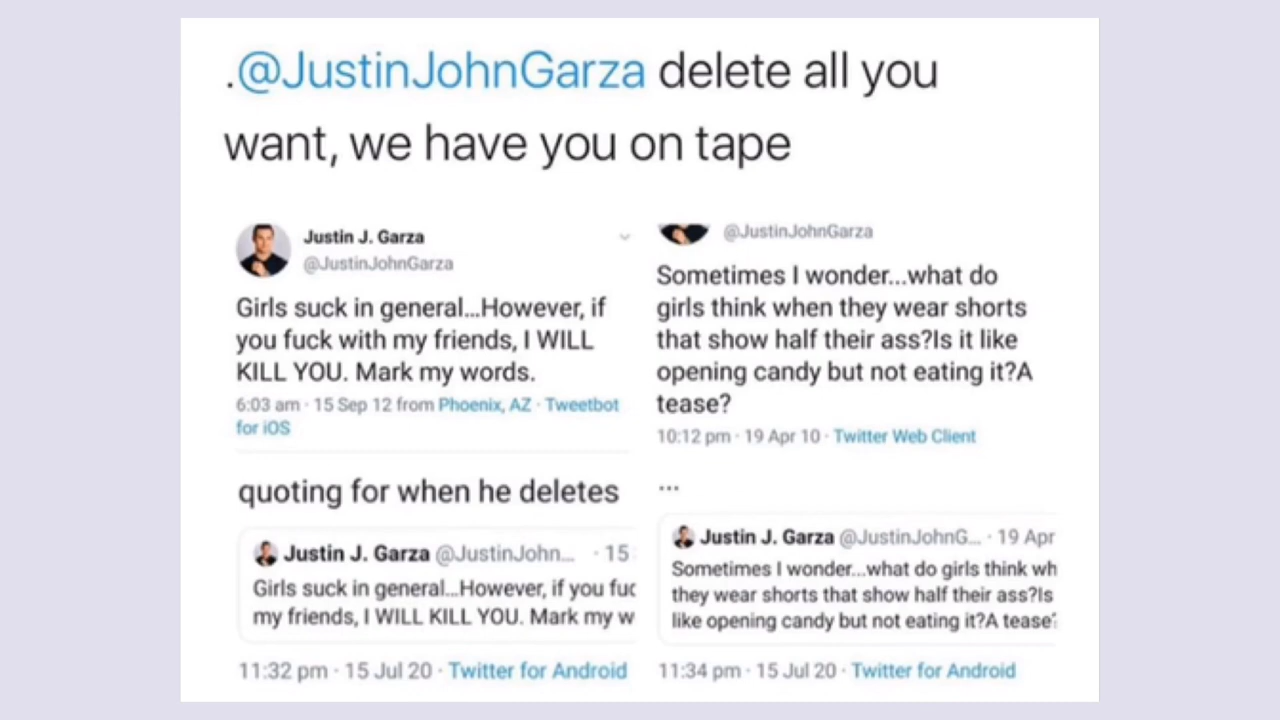 .@JustinJohnGarza delete all you
want, we have you on tape
Justin J. Garza
@JustinJohnGarza
Girls suck in general...However, if
you fuck with my friends, I WILL
KILL YOU. Mark my words.
6:03 am · 15 Sep 12 from Phoenix, AZ · Tweetbot
for iOS
quoting for when he deletes
Justin J. Garza @JustinJohn... · 15
Girls suck in general...However, if you fuc
my friends, I WILL KILL YOU. Mark my w
11:32 pm · 15 Jul 20 · Twitter for Android
@JustinJohnGarza
Sometimes I wonder...what do
girls think when they wear shorts
that show half their ass?Is it like
opening candy but not eating it?A
tease?
10:12 pm · 19 Apr 10 · Twitter Web Client
...
Justin J. Garza @JustinJohnG... · 19 Apr
Sometimes I wonder...what do girls think wh
they wear shorts that show half their ass?Is
like opening candy but not eating it?A tease?
11:34 pm · 15 Jul 20 · Twitter for Android